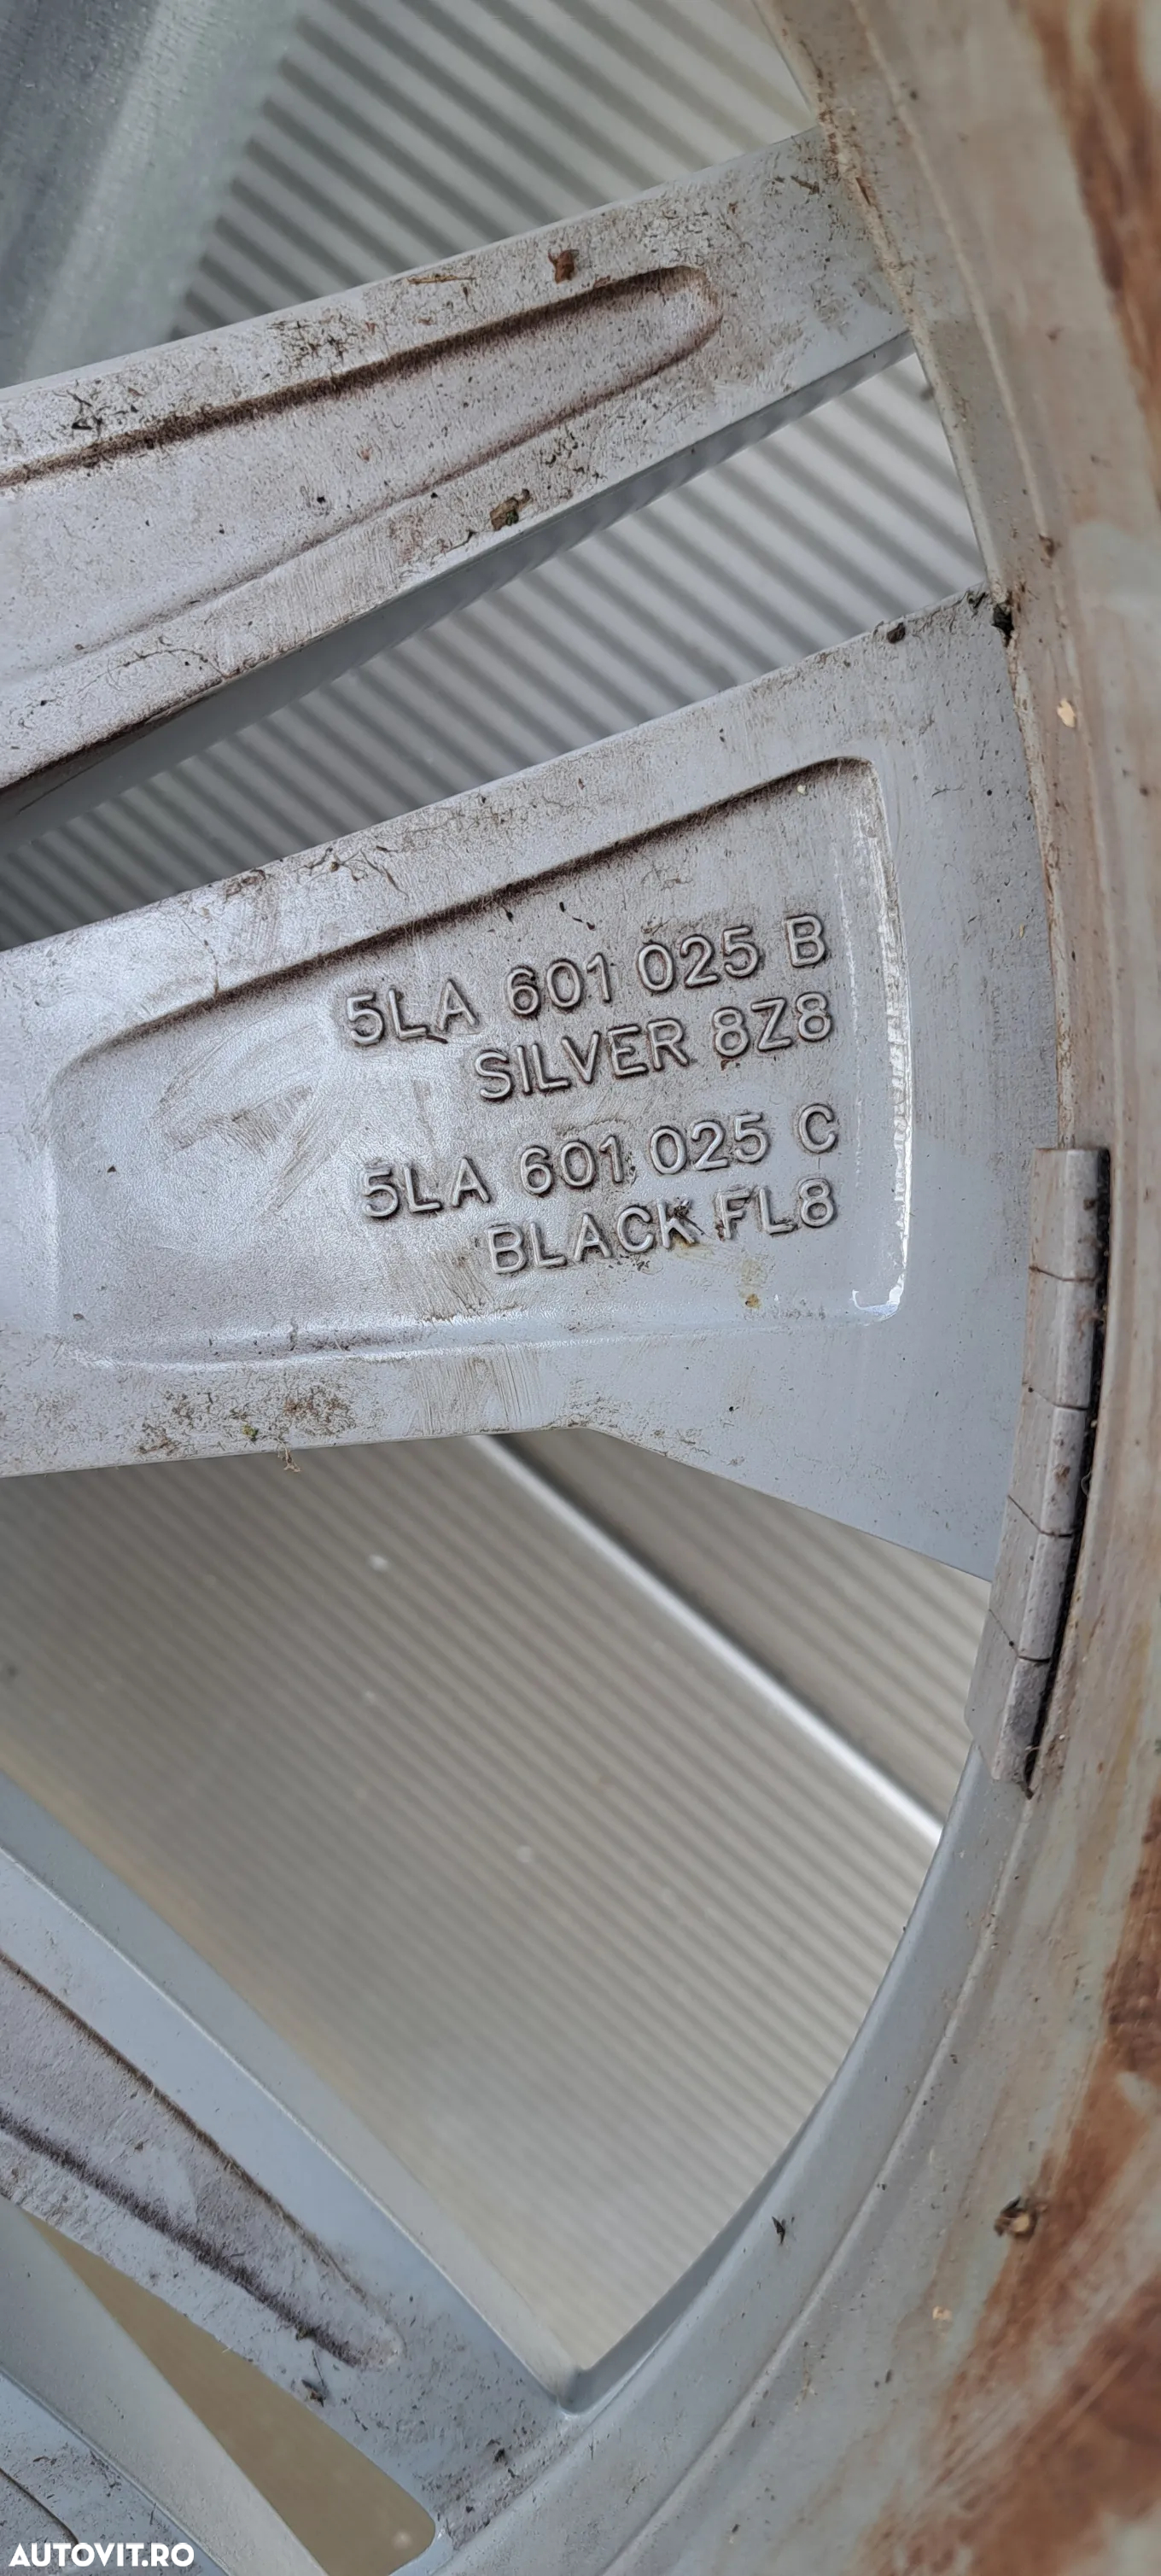 5LA 601 025 B
SILVER 8Z8
5LA 601 025 C
BLACK FL8
AUTOVIT.RO